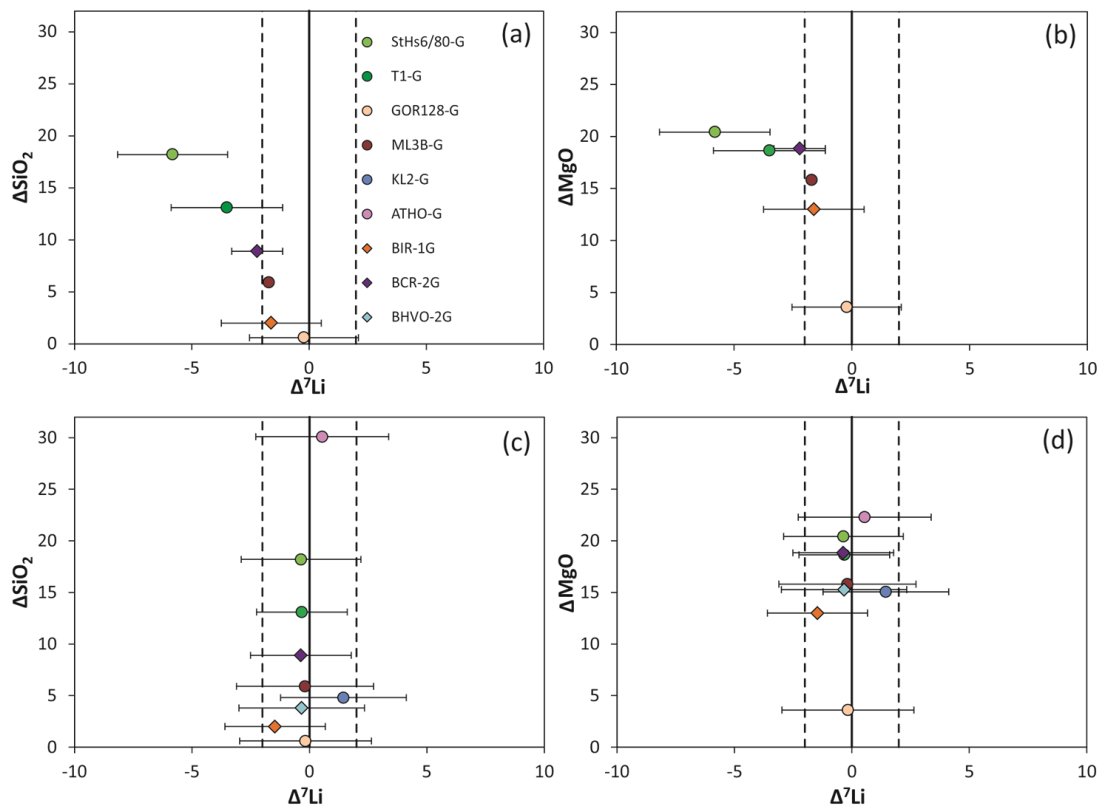 (a)
30
25
20
15
10
5
0
ΔSiO₂
-10
-5
0
5
10
Δ⁷Li
StHs6/80-G
T1-G
GOR128-G
ML3B-G
KL2-G
ATHO-G
BIR-1G
BCR-2G
BHVO-2G
(b)
30
25
20
15
10
5
0
ΔMgO
-10
-5
0
5
10
Δ⁷Li
(c)
30
25
20
15
10
5
0
ΔSiO₂
-10
-5
0
5
10
Δ⁷Li
(d)
30
25
20
15
10
5
0
ΔMgO
-10
-5
0
5
10
Δ⁷Li